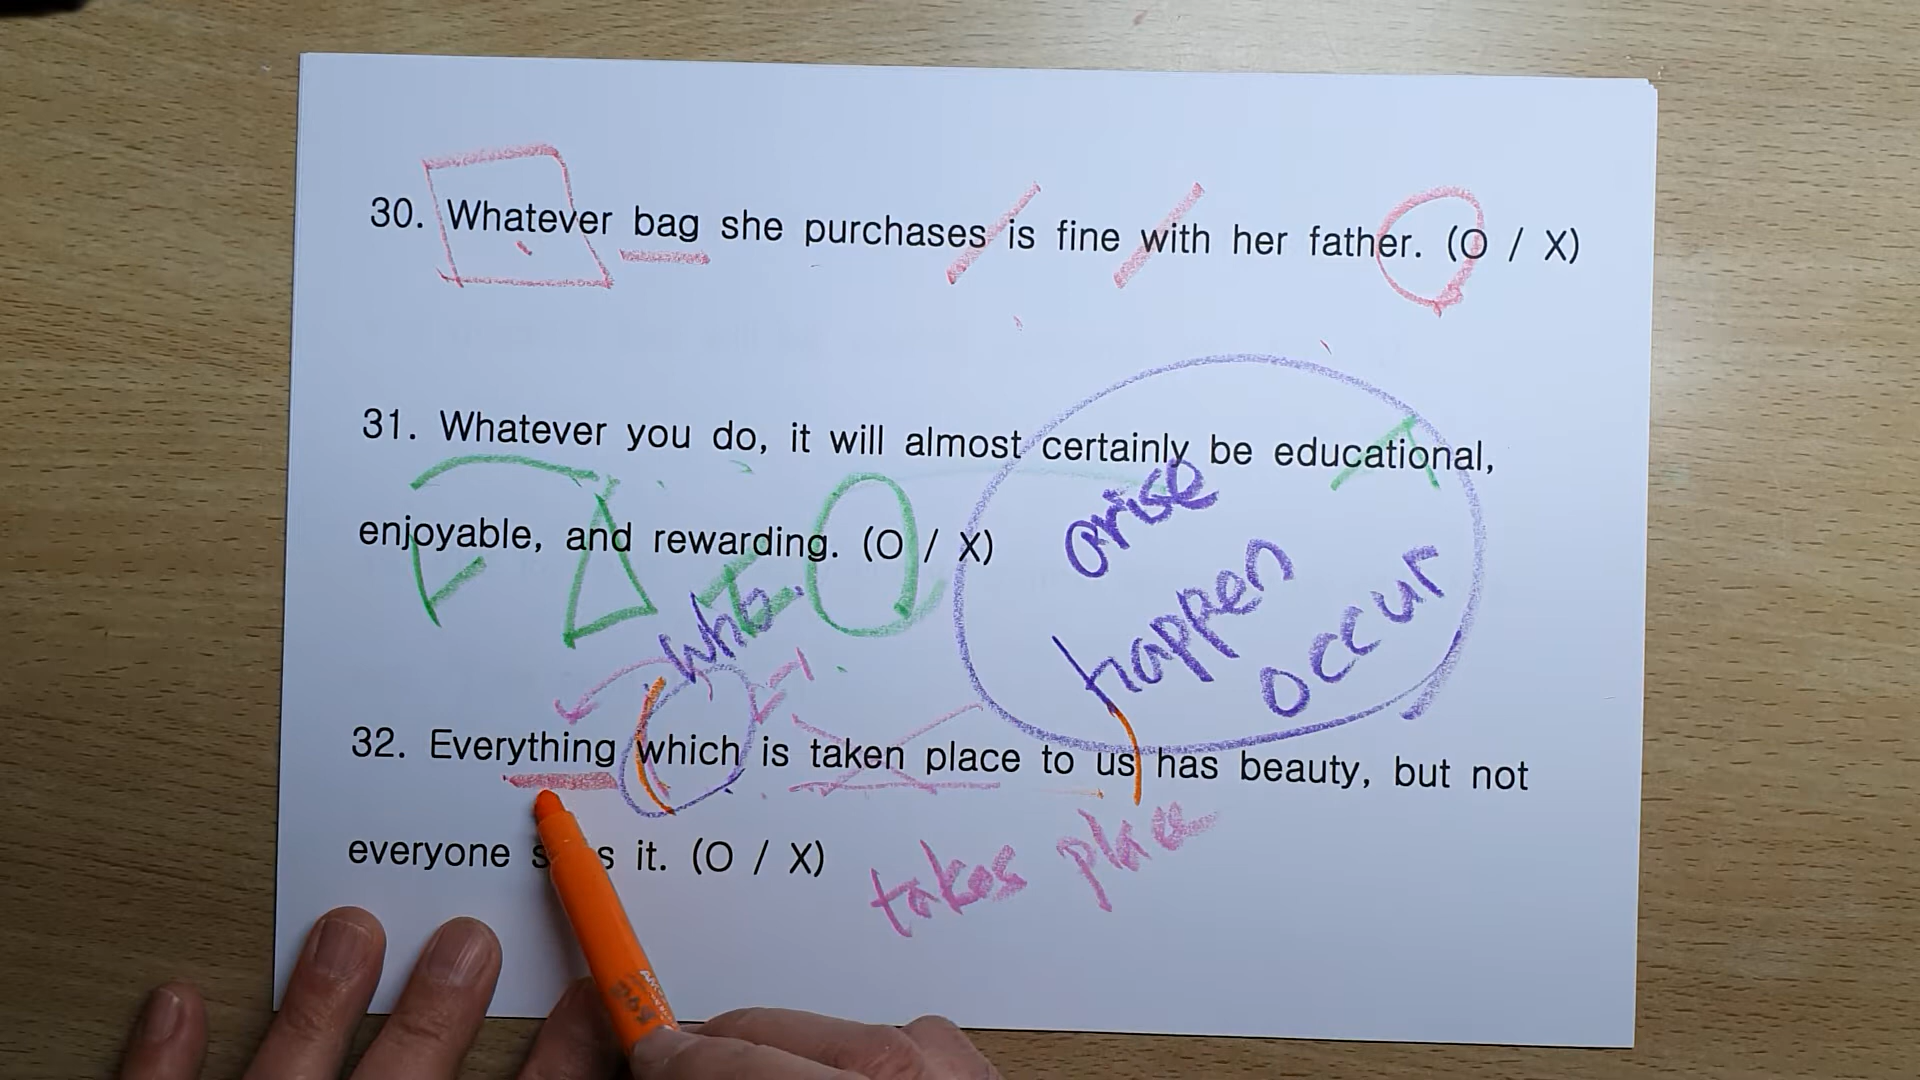 30. Whatever bag she purchases is fine with her father. (O / X)
31. Whatever you do, it will almost certainly be educational,
enjoyable, and rewarding. (O / X)
arise
happen
occur
who
32. Everything which is taken place to us has beauty, but not
everyone it. (O / X)
takes place